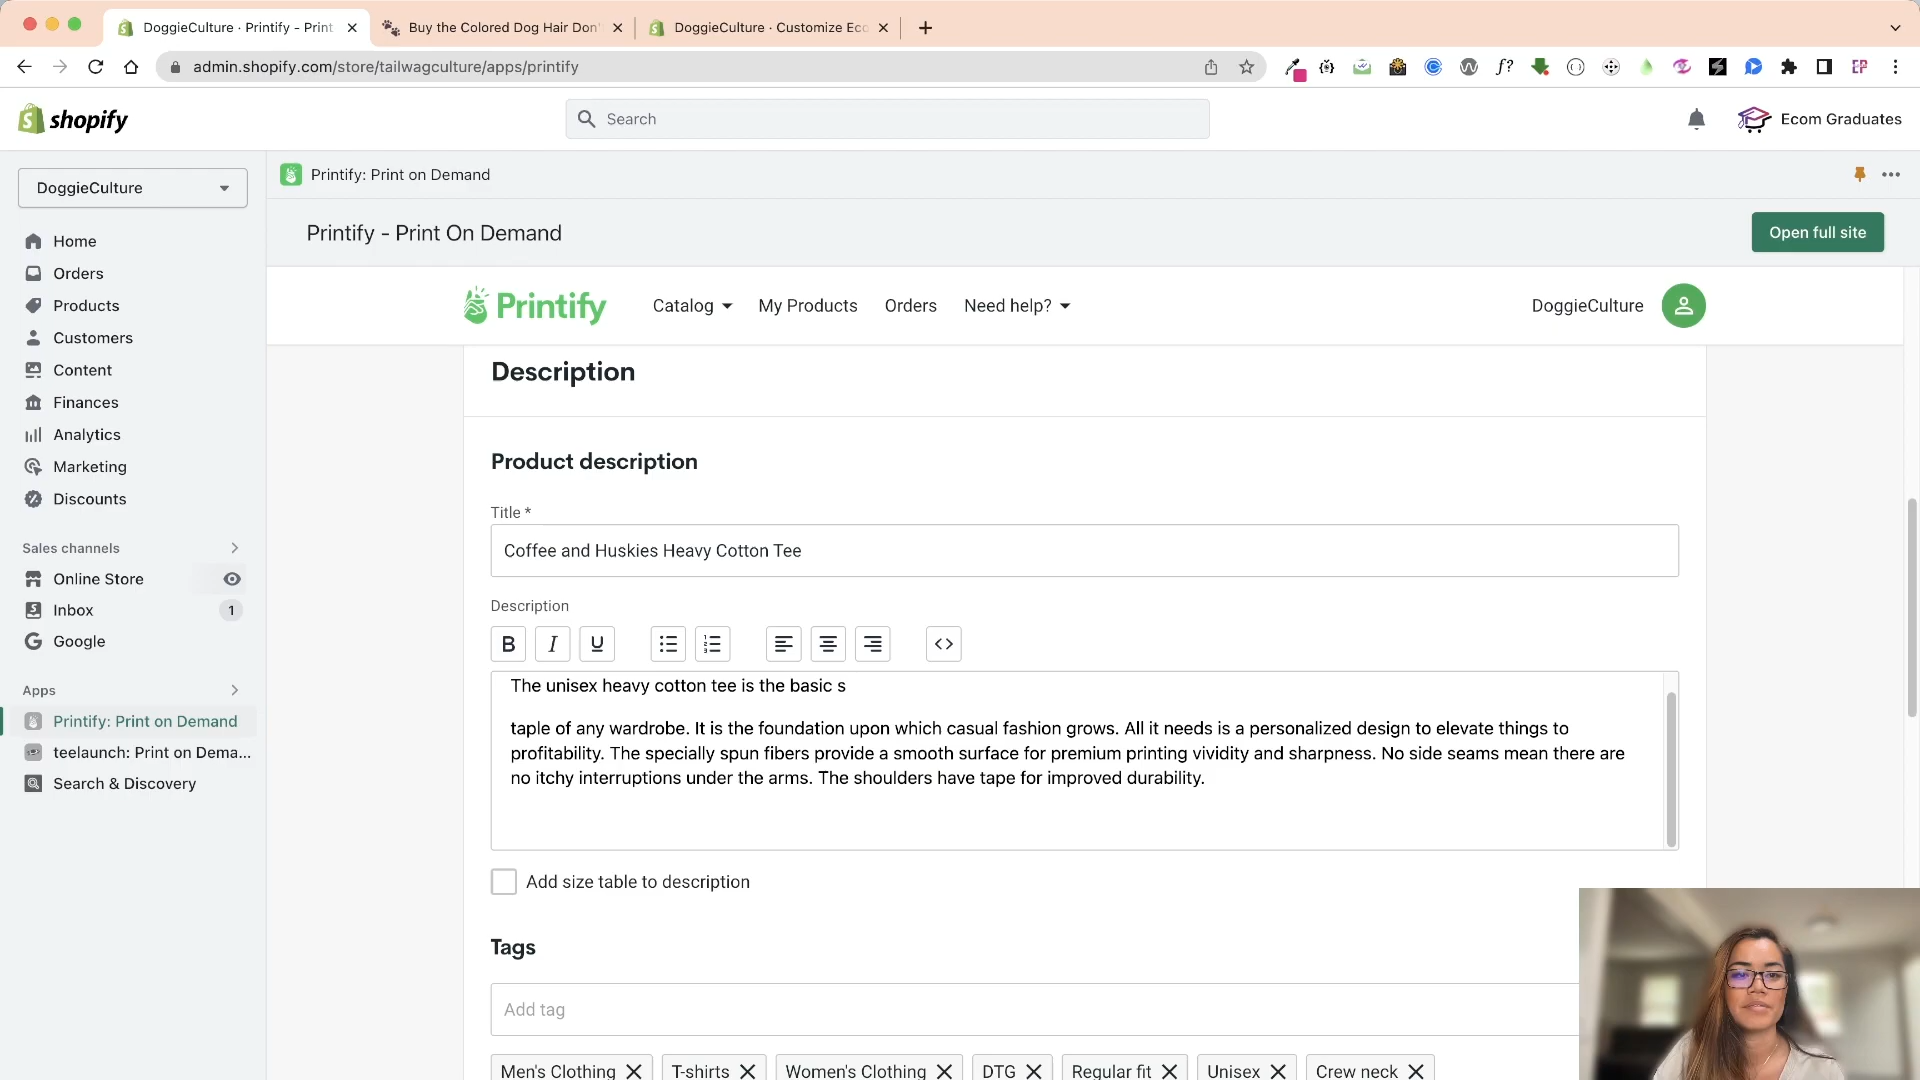 DoggieCulture · Printify - Print
Buy the Colored Dog Hair Don'
DoggieCulture · Customize Eco
admin.shopify.com/store/tailwagculture/apps/printify
shopify
Search
Ecom Graduates
DoggieCulture
Home
Orders
Products
Customers
Content
Finances
Analytics
Marketing
Discounts
Sales channels
Online Store
Inbox
1
Google
Apps
Printify: Print on Demand
teelaunch: Print on Dema...
Search & Discovery
Printify: Print on Demand
Printify - Print On Demand
Open full site
Printify
Catalog
My Products
Orders
Need help?
DoggieCulture
Description
Product description
Title *
Coffee and Huskies Heavy Cotton Tee
Description
B I U
The unisex heavy cotton tee is the basic s
taple of any wardrobe. It is the foundation upon which casual fashion grows. All it needs is a personalized design to elevate things to
profitability. The specially spun fibers provide a smooth surface for premium printing vividity and sharpness. No side seams mean there are
no itchy interruptions under the arms. The shoulders have tape for improved durability.
Add size table to description
Tags
Add tag
Men's Clothing
T-shirts
Women's Clothing
DTG
Regular fit
Unisex
Crew neck